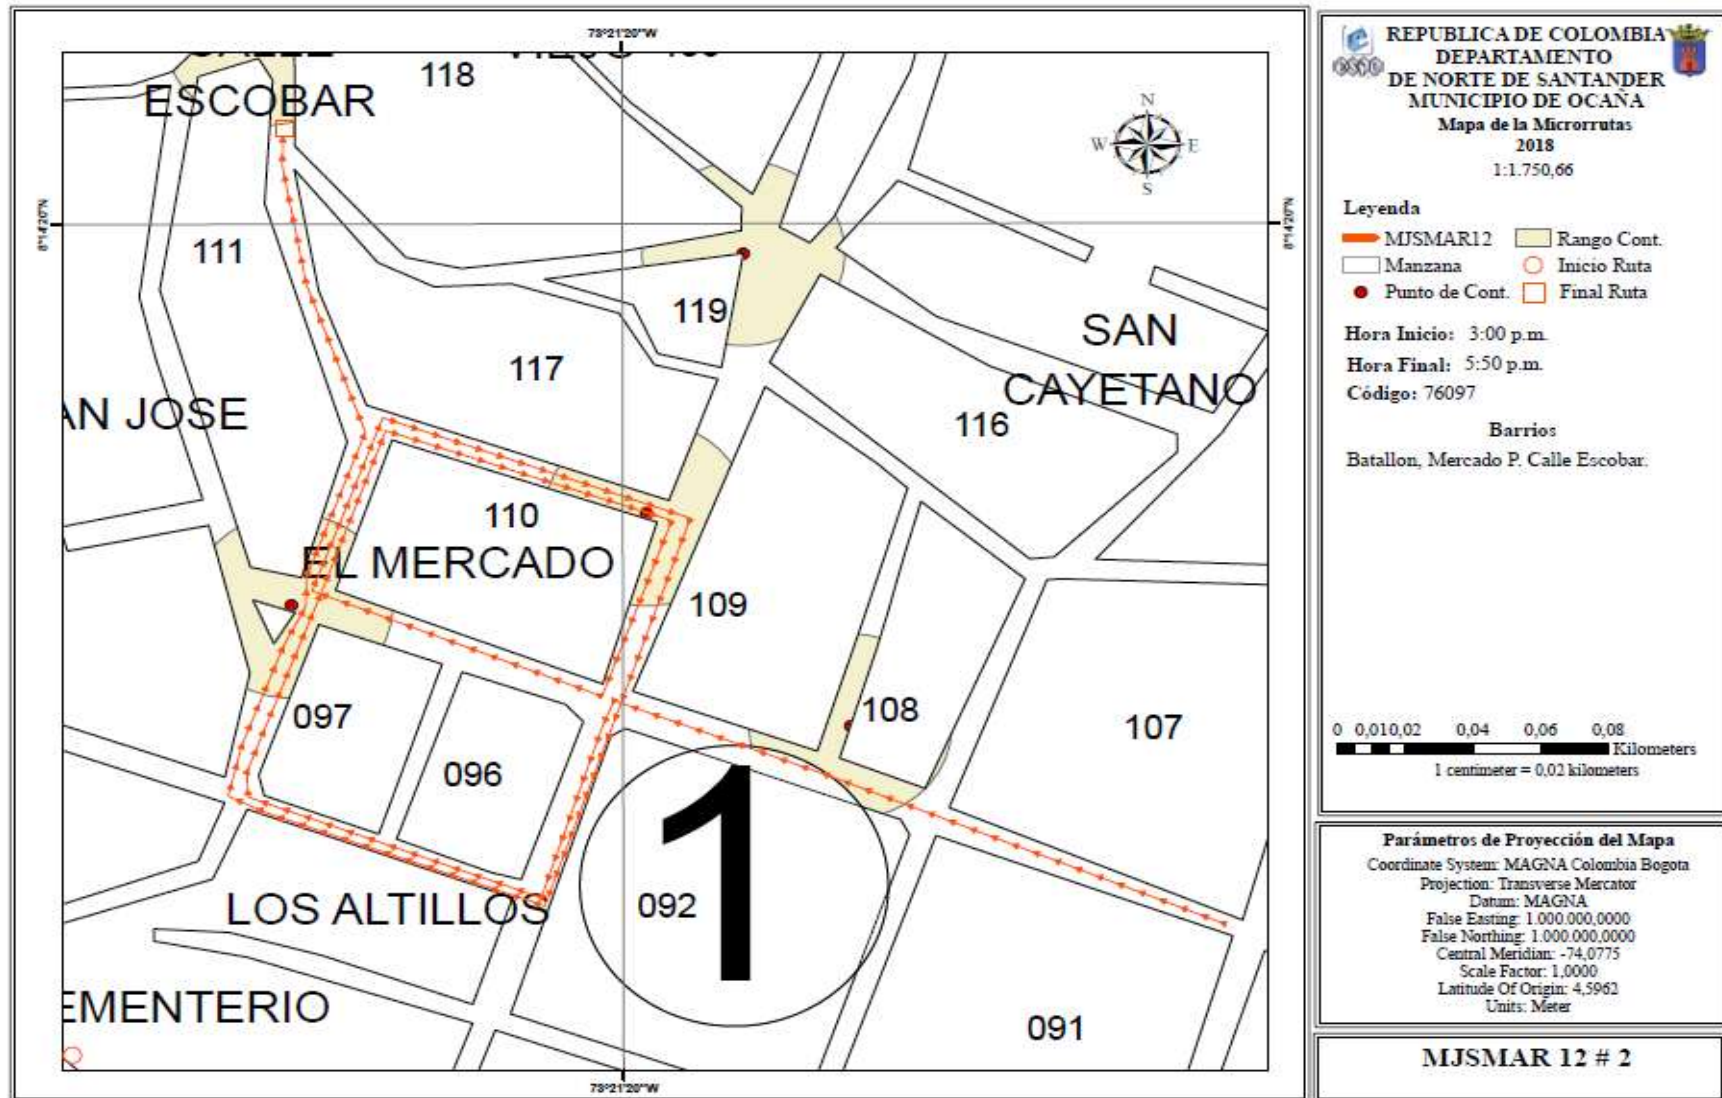 73°21'20"W
118
ESCOBAR
N
W E
S
8°14'20"N
8°14'20"N
111
119
SAN
CAYETANO
117
AN JOSE
116
110
EL MERCADO
109
108
107
097
096
1
LOS ALTILLOS
092
EMENTERIO
091
73°21'20"W
REPUBLICA DE COLOMBIA
DEPARTAMENTO
DE NORTE DE SANTANDER
MUNICIPIO DE OCAÑA
Mapa de la Microrrutas
2018
1:1.750,66
Leyenda
MJSMAR12 Rango Cont.
Manzana Inicio Ruta
Punto de Cont. Final Ruta
Hora Inicio: 3:00 p.m.
Hora Final: 5:50 p.m.
Código: 76097
Barrios
Batallon, Mercado P. Calle Escobar.
0 0,010,02 0,04 0,06 0,08
Kilometers
1 centimeter = 0,02 kilometers
Parámetros de Proyección del Mapa
Coordinate System: MAGNA Colombia Bogota
Projection: Transverse Mercator
Datum: MAGNA
False Easting: 1.000.000,0000
False Northing: 1.000.000,0000
Central Meridian: -74,0775
Scale Factor: 1,0000
Latitude Of Origin: 4,5962
Units: Meter
MJSMAR 12 # 2